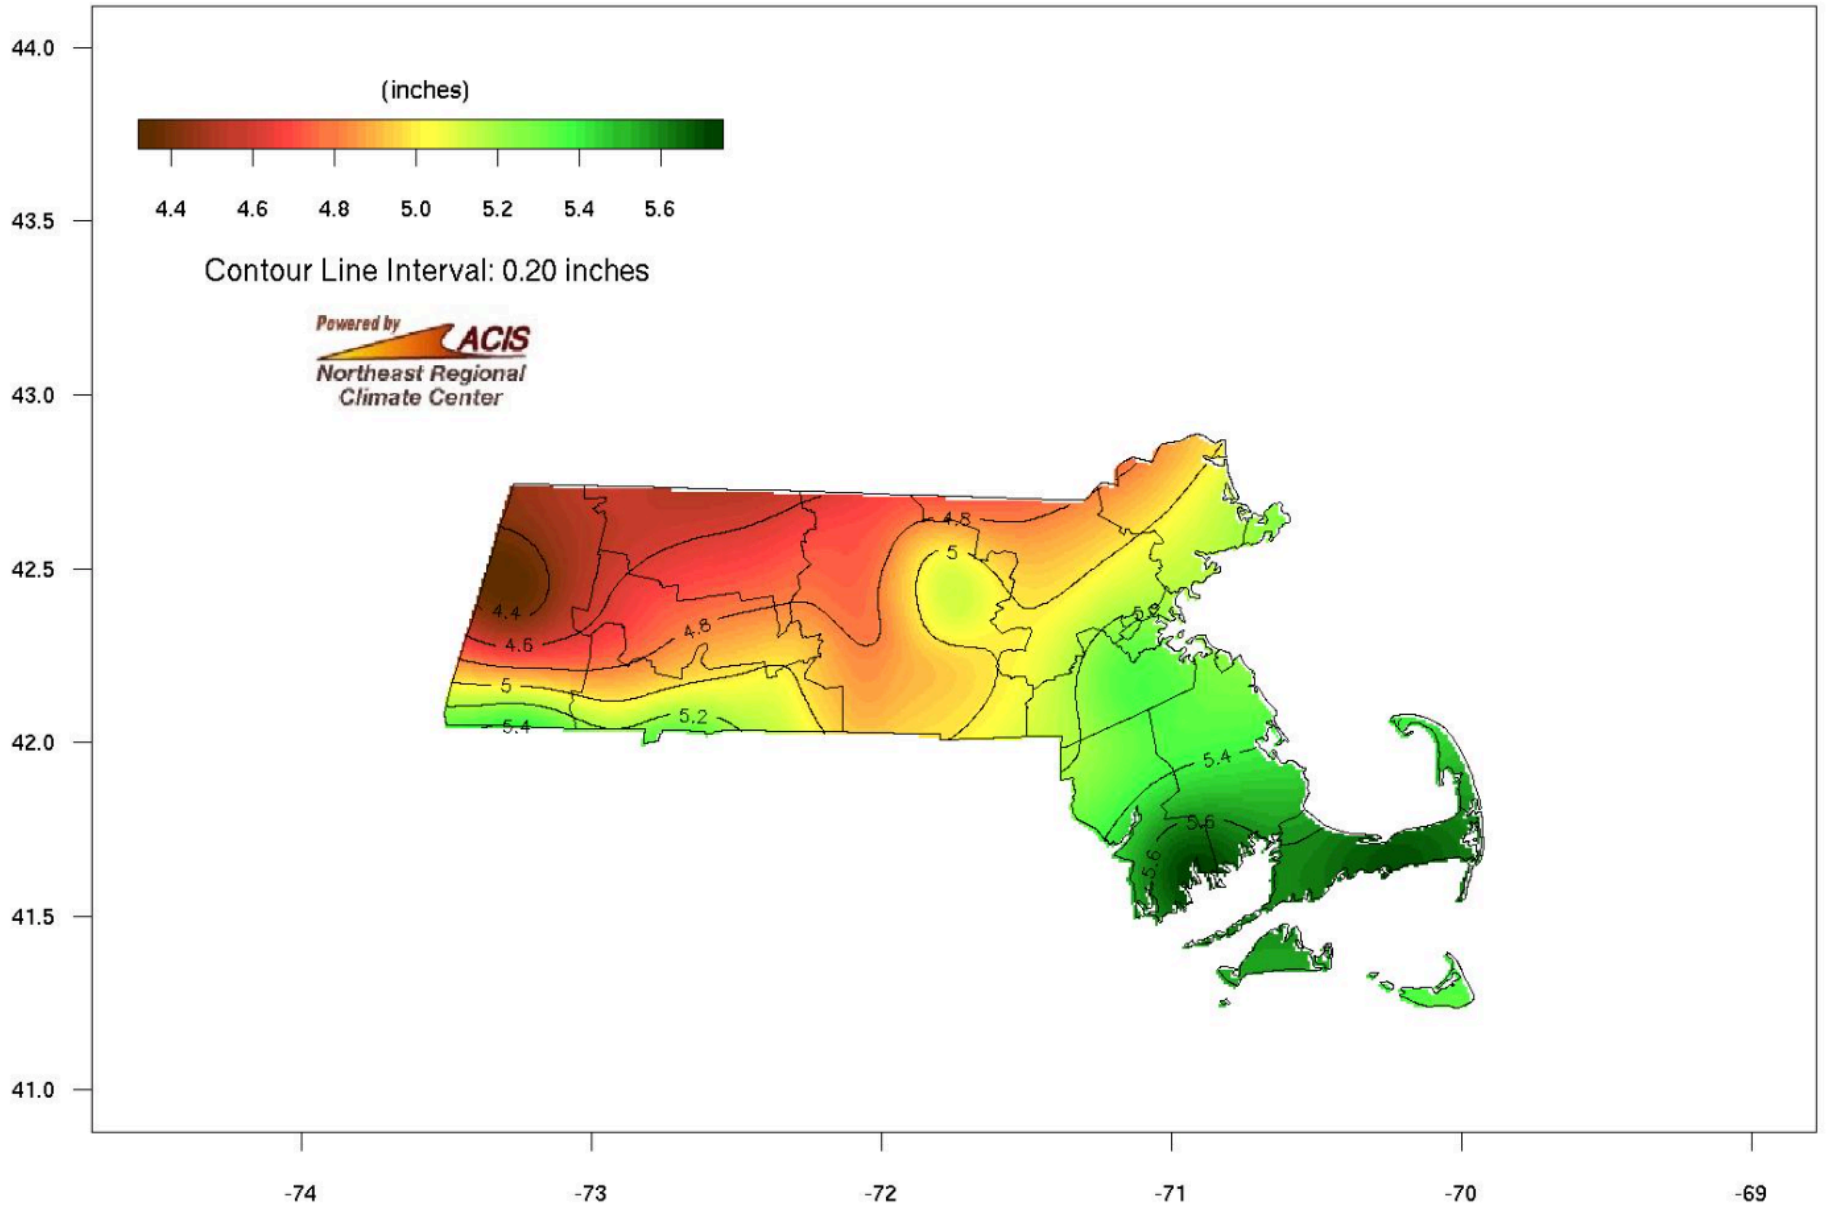 44.0
43.5
43.0
42.5
42.0
41.5
41.0
(inches)
4.4 4.6 4.8 5.0 5.2 5.4 5.6
Contour Line Interval: 0.20 inches
Powered by
ACIS
Northeast Regional
Climate Center
4.8
5
4.4
4.6
4.8
5
5.2
5.4
5.4
5.6
5.6
-74 -73 -72 -71 -70 -69